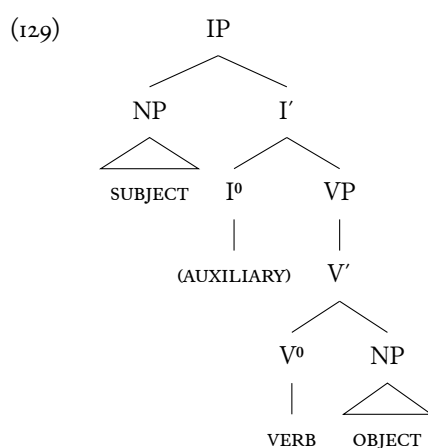 (129) IP
NP I′
SUBJECT I⁰ VP
(AUXILIARY) V′
V⁰ NP
VERB OBJECT